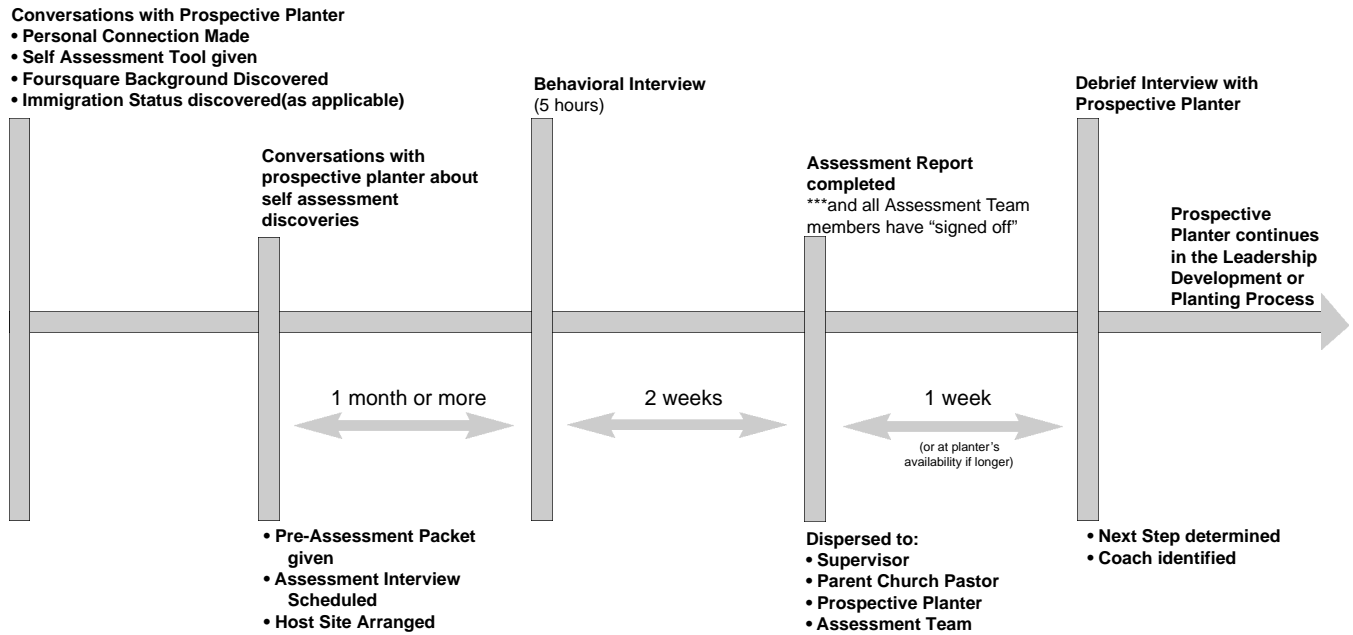 Conversations with Prospective Planter
• Personal Connection Made
• Self Assessment Tool given
• Foursquare Background Discovered
• Immigration Status discovered(as applicable)
Conversations with
prospective planter about
self assessment
discoveries
Behavioral Interview
(5 hours)
Assessment Report
completed
***and all Assessment Team
members have “signed off”
Debrief Interview with
Prospective Planter
Prospective
Planter continues
in the Leadership
Development or
Planting Process
1 month or more
2 weeks
1 week
(or at planter’s
availability if longer)
• Pre-Assessment Packet
given
• Assessment Interview
Scheduled
• Host Site Arranged
Dispersed to:
• Supervisor
• Parent Church Pastor
• Prospective Planter
• Assessment Team
• Next Step determined
• Coach identified